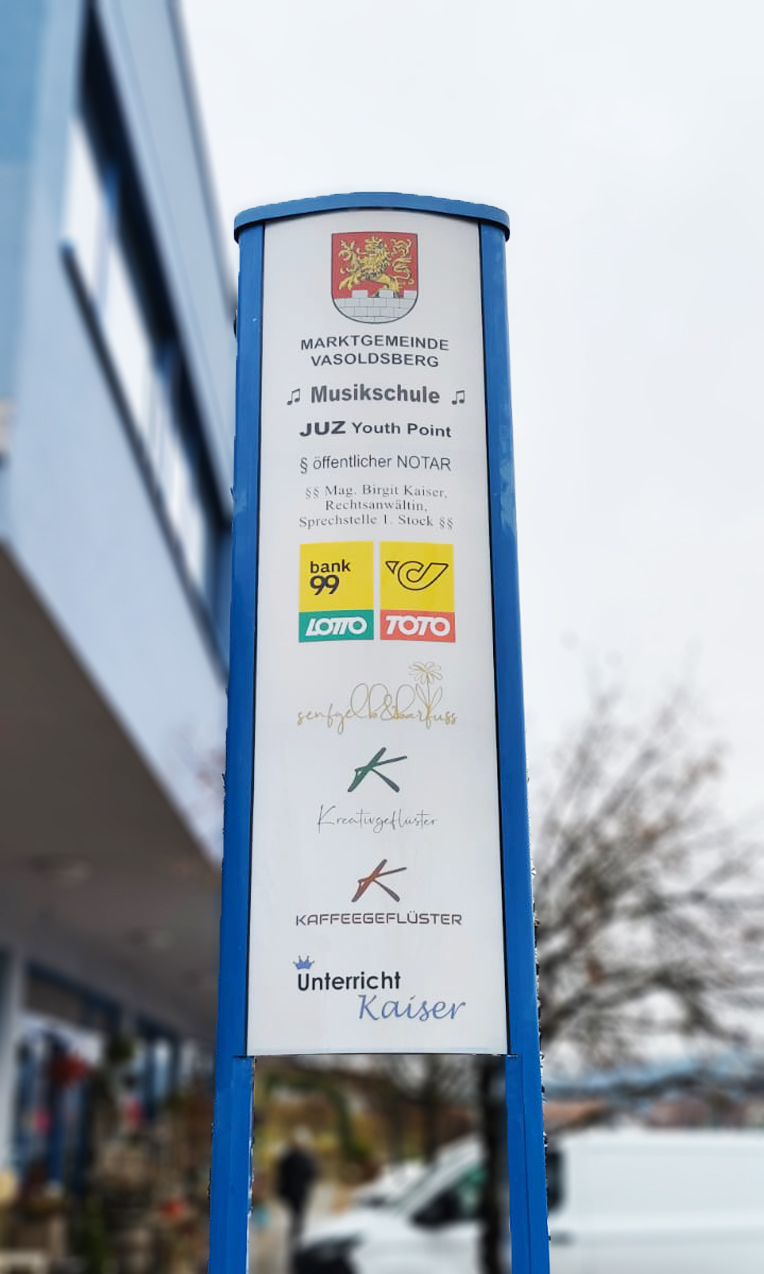 MARKTGEMEINDE
VASOLDSBERG
♫ Musikschule ♫
JUZ Youth Point
§ öffentlicher NOTAR
§§ Mag. Birgit Kaiser,
Rechtsanwältin,
Sprechstelle 1. Stock §§
bank
99
LOTTO TOTO
senfgelb&barfuss
K
Kreativgeflüster
K
KAFFEEGEFLÜSTER
Unterricht
Kaiser